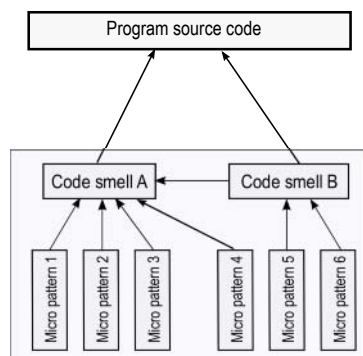 Program source code
Code smell A
Code smell B
Micro pattern 1
Micro pattern 2
Micro pattern 3
Micro pattern 4
Micro pattern 5
Micro pattern 6